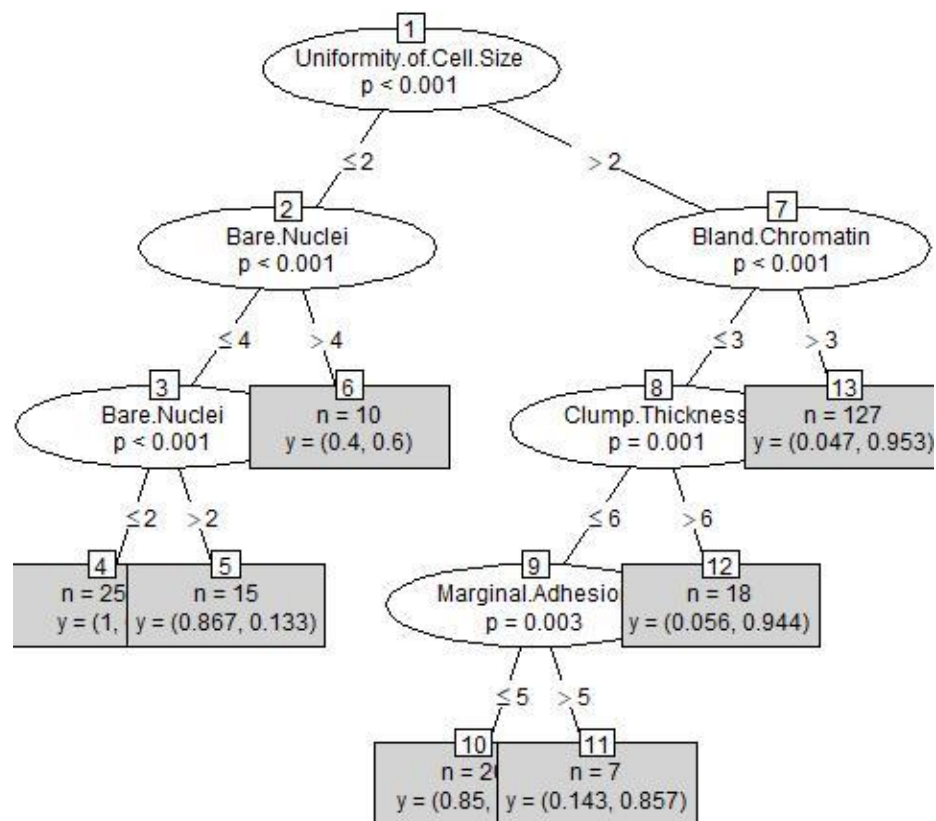 1
Uniformity.of.Cell.Size
p < 0.001
≤ 2
> 2
2
Bare.Nuclei
p < 0.001
7
Bland.Chromatin
p < 0.001
≤ 4
> 4
≤ 3
> 3
3
Bare.Nuclei
p < 0.001
6
n = 10
y = (0.4, 0.6)
8
Clump.Thickness
p = 0.001
13
n = 127
y = (0.047, 0.953)
≤ 2
> 2
≤ 6
> 6
4
n = 25
y = (1,
5
n = 15
y = (0.867, 0.133)
9
Marginal.Adhesio
p = 0.003
12
n = 18
y = (0.056, 0.944)
≤ 5
> 5
10
n = 2
y = (0.85,
11
n = 7
y = (0.143, 0.857)